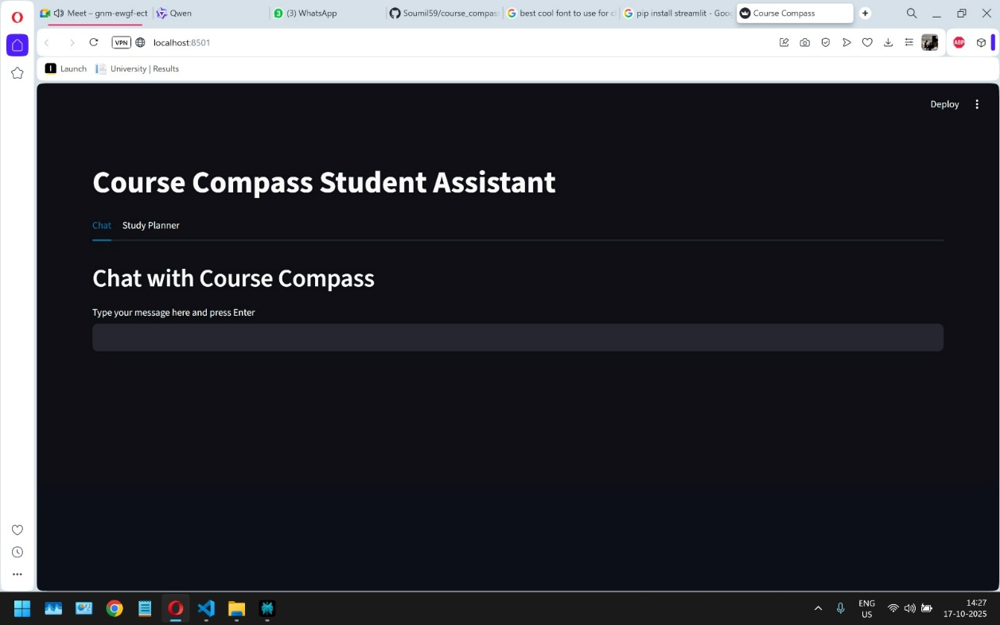 Meet – gnm-ewgf-ect
Qwen
(3) WhatsApp
Soumil59/course_compas
best cool font to use for c
pip install streamlit - Goo
Course Compass
VPN
localhost:8501
ABP
Launch
University | Results
Deploy
Course Compass Student Assistant
Chat
Study Planner
Chat with Course Compass
Type your message here and press Enter
ENG
US
14:27
17-10-2025